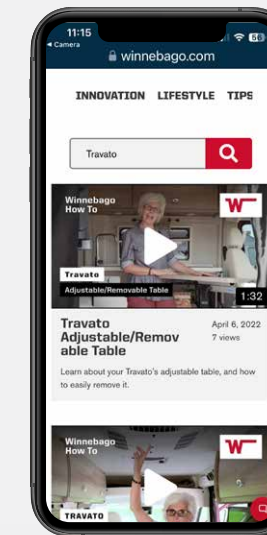 11:15
Camera
60
winnebago.com
INNOVATION LIFESTYLE TIPS
Travato
Winnebago
How To
W
Travato
Adjustable/Removable Table
1:32
Travato
Adjustable/Remov
able Table
April 6, 2022
7 views
Learn about your Travato's adjustable table, and how
to easily remove it.
Winnebago
How To
W
TRAVATO